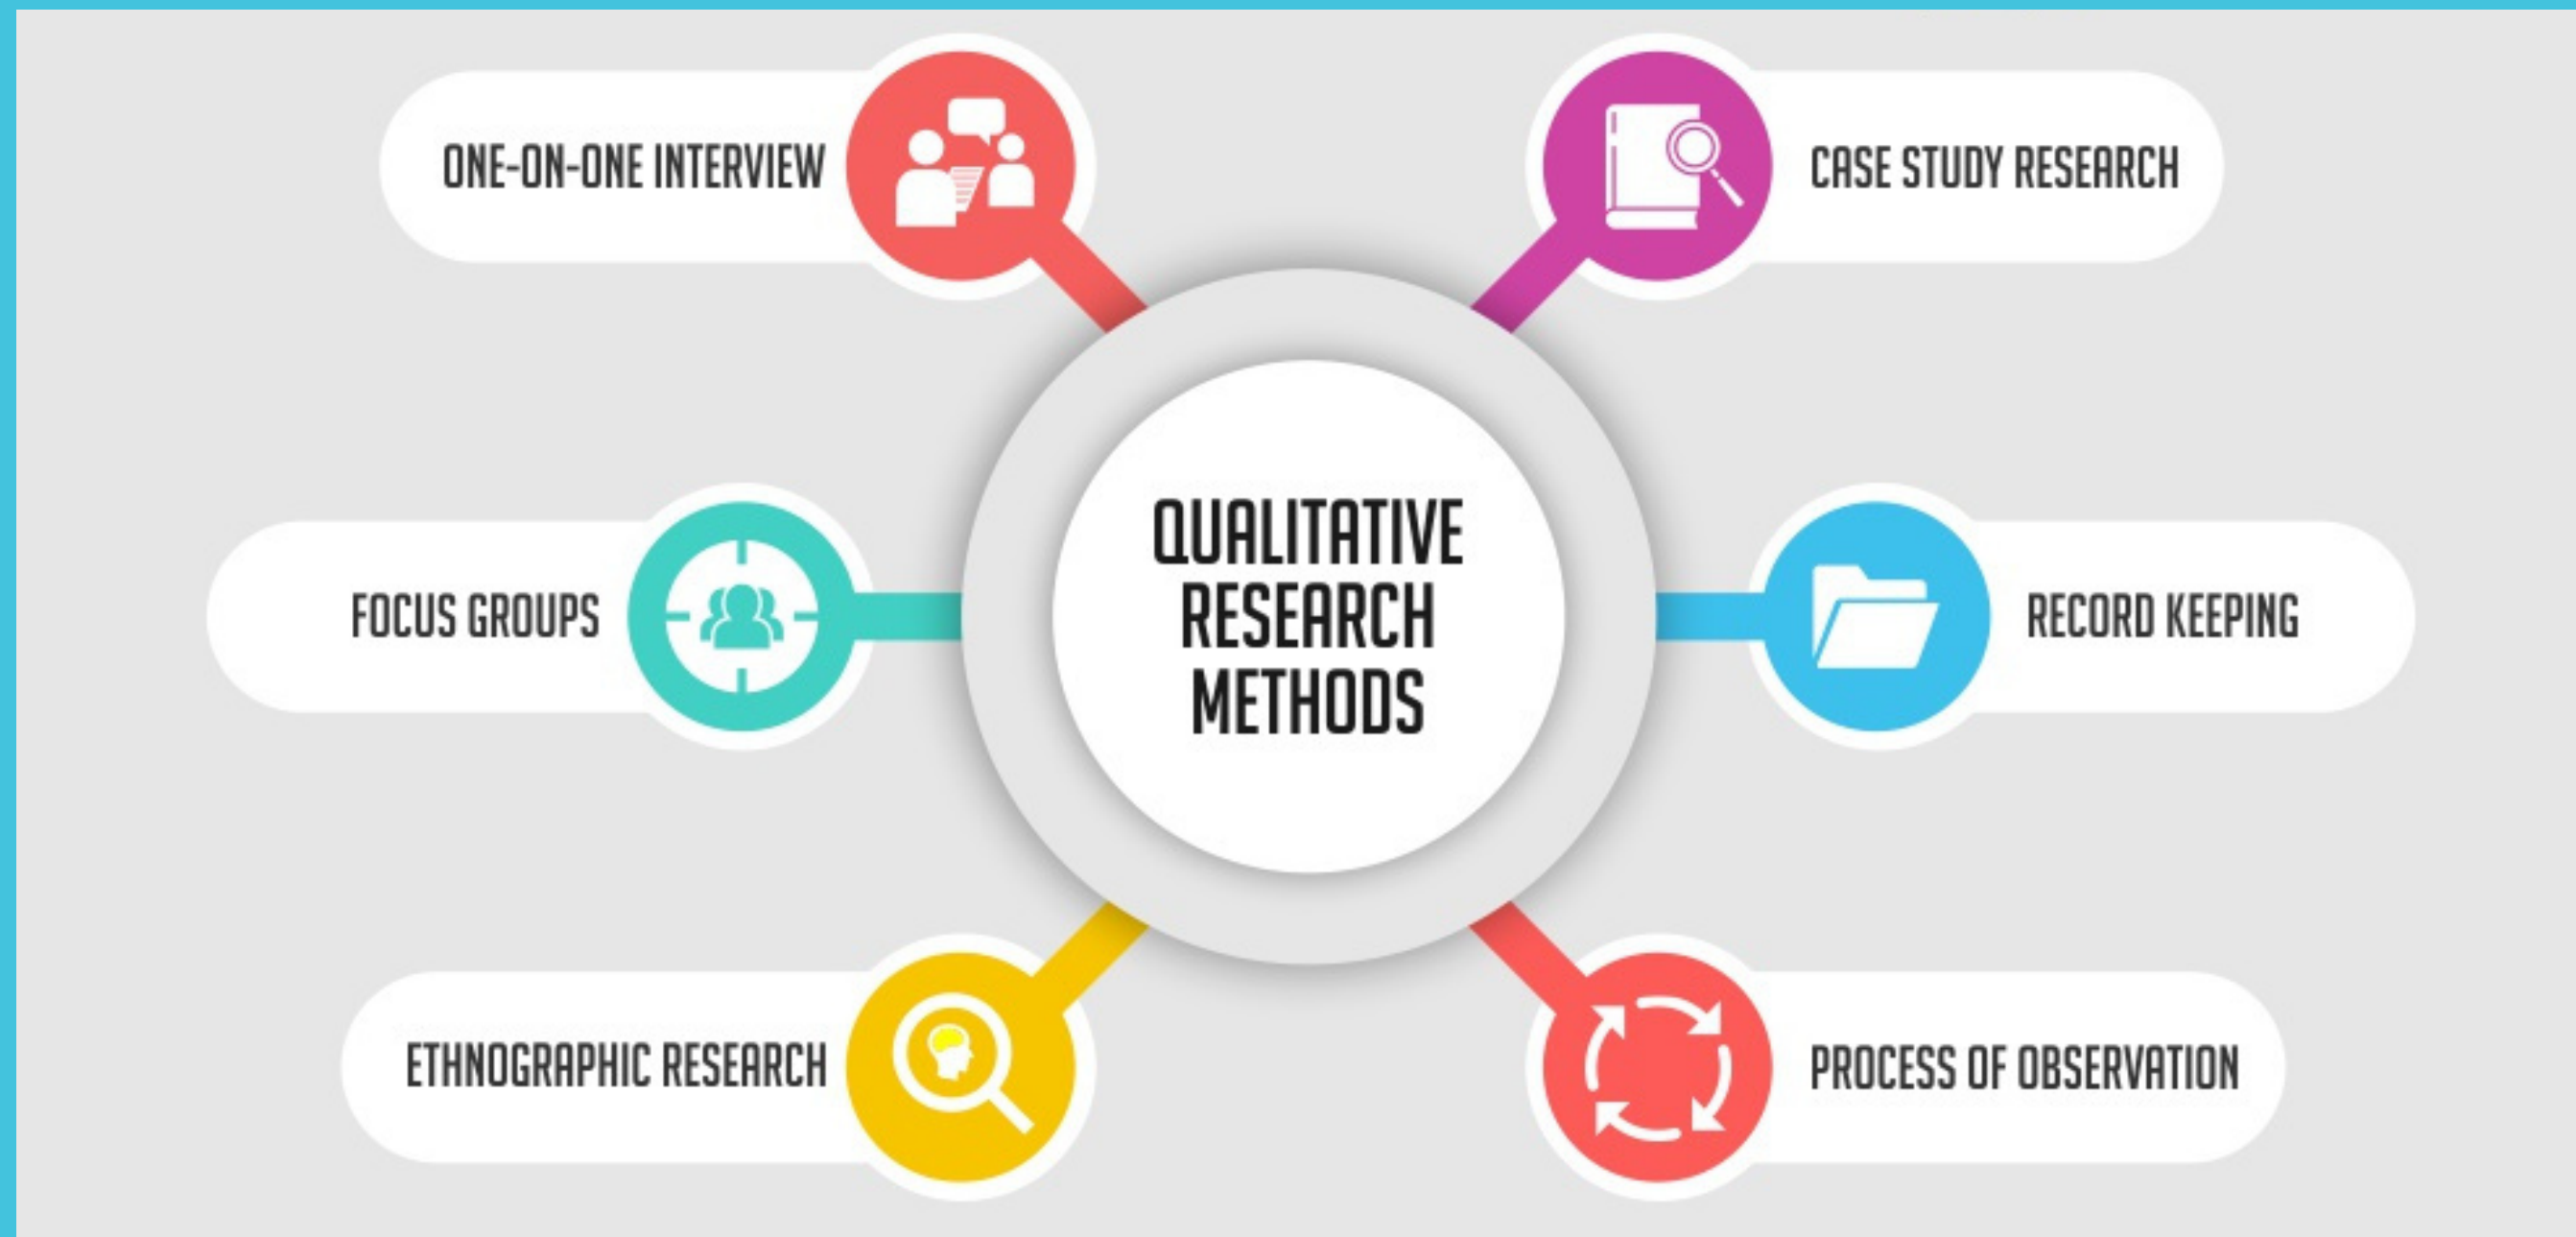 ONE-ON-ONE INTERVIEW
CASE STUDY RESEARCH
FOCUS GROUPS
QUALITATIVE
RESEARCH
METHODS
RECORD KEEPING
ETHNOGRAPHIC RESEARCH
PROCESS OF OBSERVATION